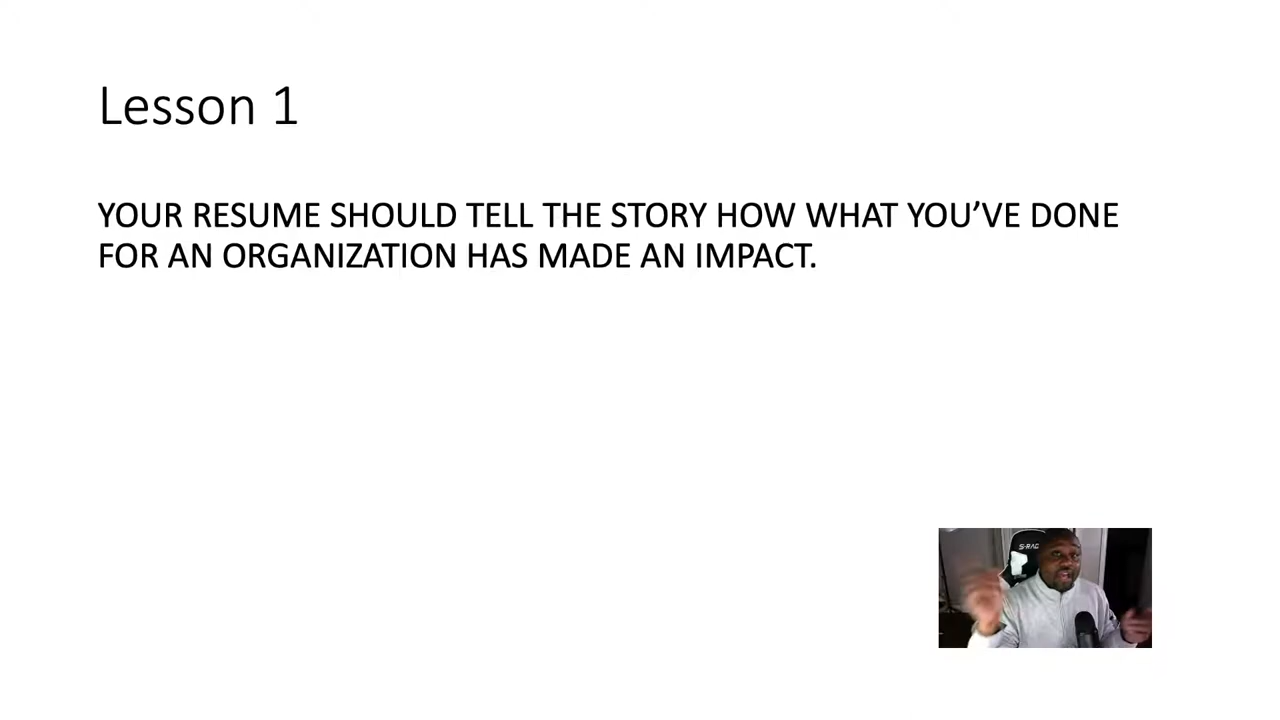 Lesson 1
YOUR RESUME SHOULD TELL THE STORY HOW WHAT YOU’VE DONE
FOR AN ORGANIZATION HAS MADE AN IMPACT.